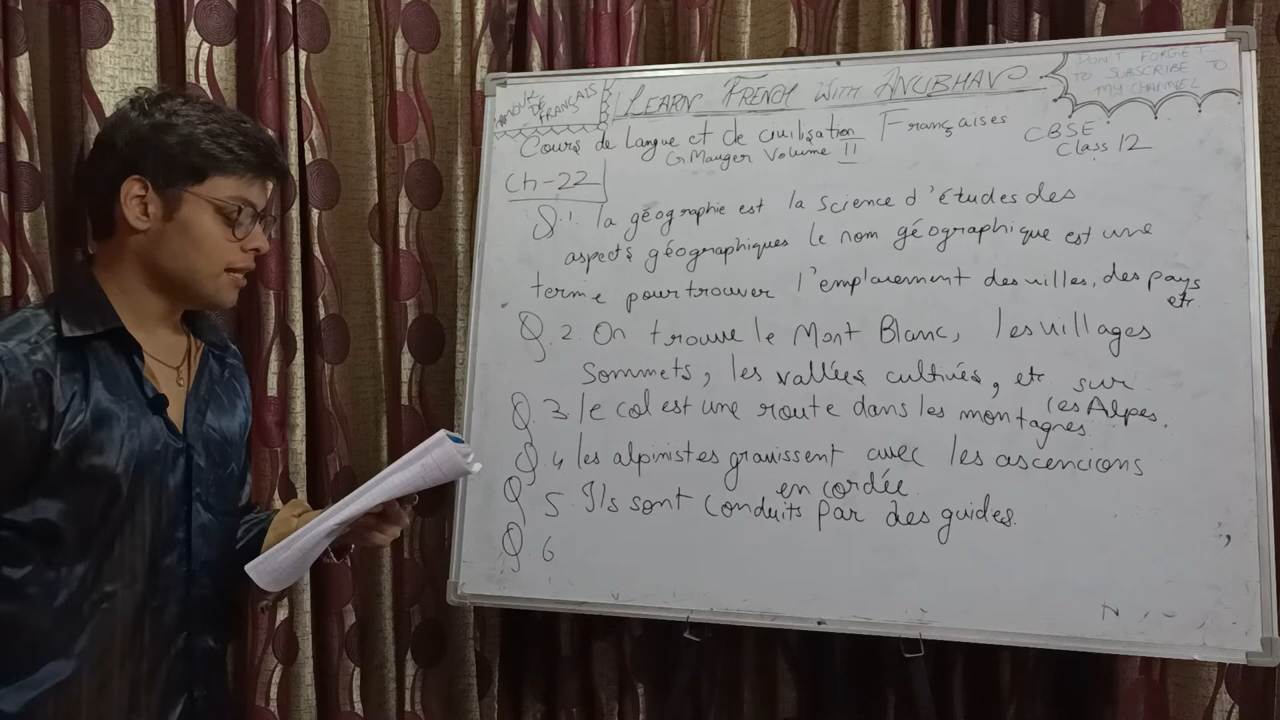 DE FRANÇAIS
LEARN FRENCH WITH ANUBHAV
DON'T FORGET
TO SUBSCRIBE TO
MY CHANNEL
Cours de langue et de civilisation Françaises
G Mauger Volume II
CBSE
Class 12
Ch-22
Q.1. la géographie est la science d'études des
aspects géographiques le nom géographique est une
terme pour trouver l'emplacement des villes, des pays
etc.
Q.2. On trouve le Mont Blanc, les villages
Sommets, les vallées cultivés, etc sur
les Alpes.
Q.3. le col est une route dans les montagnes.
Q.4 les alpinistes gravissent avec les ascencions
en cordée.
Q 5. Ils sont conduits par des guides.
Q.6